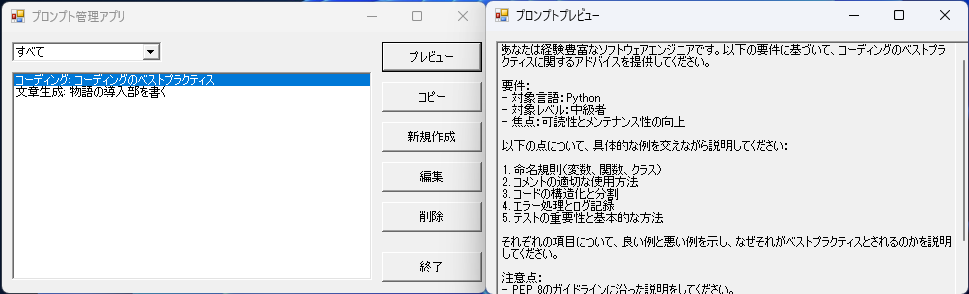 プロンプト管理アプリ
すべて
コーディング: コーディングのベストプラクティス
文章生成: 物語の導入部を書く
プレビュー
コピー
新規作成
編集
削除
終了
プロンプトプレビュー
あなたは経験豊富なソフトウェアエンジニアです。以下の要件に基づいて、コーディングのベストプラ
クティスに関するアドバイスを提供してください。
要件:
- 対象言語: Python
- 対象レベル: 中級者
- 焦点: 可読性とメンテナンス性の向上
以下の点について、具体的な例を交えながら説明してください:
1. 命名規則（変数、関数、クラス）
2. コメントの適切な使用方法
3. コードの構造化と分割
4. エラー処理とログ記録
5. テストの重要性と基本的な方法
それぞれの項目について、良い例と悪い例を示し、なぜそれがベストプラクティスとされるのかを説明
してください。
注意点:
- PEP 8のガイドラインに沿った説明をしてください。